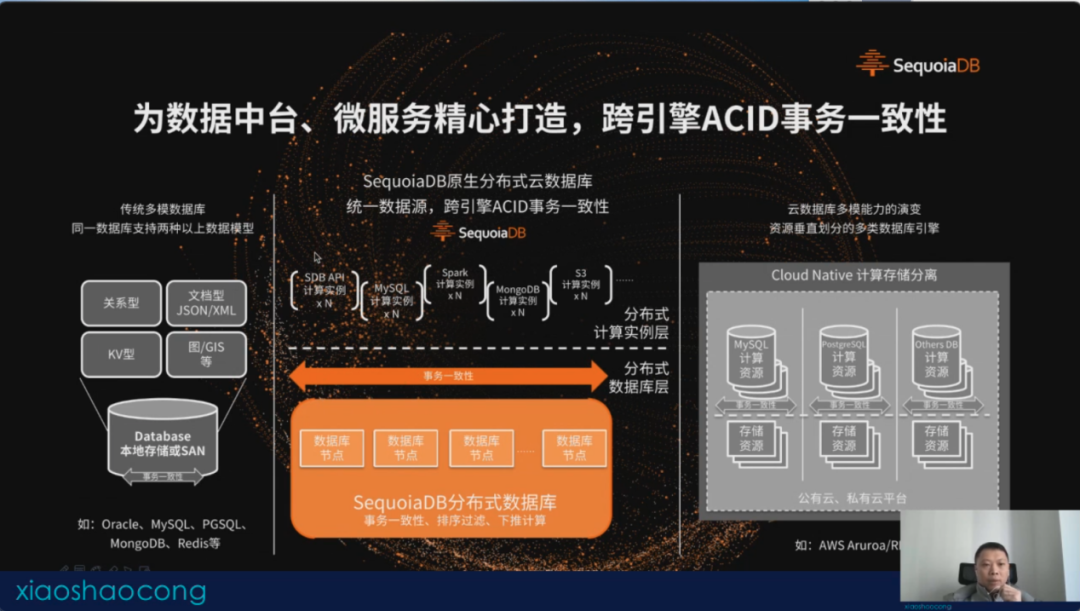 SequoiaDB
为数据中台、微服务精心打造，跨引擎ACID事务一致性
传统多模数据库
同一数据库支持两种以上数据模型
关系型
文档型
JSON/XML
KV型
图/GIS
等
Database
本地存储或SAN
事务一致性
如：Oracle、MySQL、PGSQL、
MongoDB、Redis等
SequoiaDB原生分布式云数据库
统一数据源，跨引擎ACID事务一致性
SequoiaDB
SDB API
计算实例
x N
MySQL
计算实例
x N
Spark
计算实例
x N
MongoDB
计算实例
x N
S3
计算实例
x N
......
分布式
计算实例层
事务一致性
分布式
数据库层
数据库
节点
数据库
节点
数据库
节点
......
数据库
节点
SequoiaDB分布式数据库
事务一致性、排序过滤、下推计算
云数据库多模能力的演变
资源垂直划分的多类数据库引擎
Cloud Native 计算存储分离
MySQL
计算
资源
PostgreSQL
计算
资源
Others DB
计算
资源
事务一致性
事务一致性
事务一致性
存储
资源
存储
资源
存储
资源
公有云、私有云平台
如：AWS Aruroa/R
xiaoshaocong
xiaoshaocong